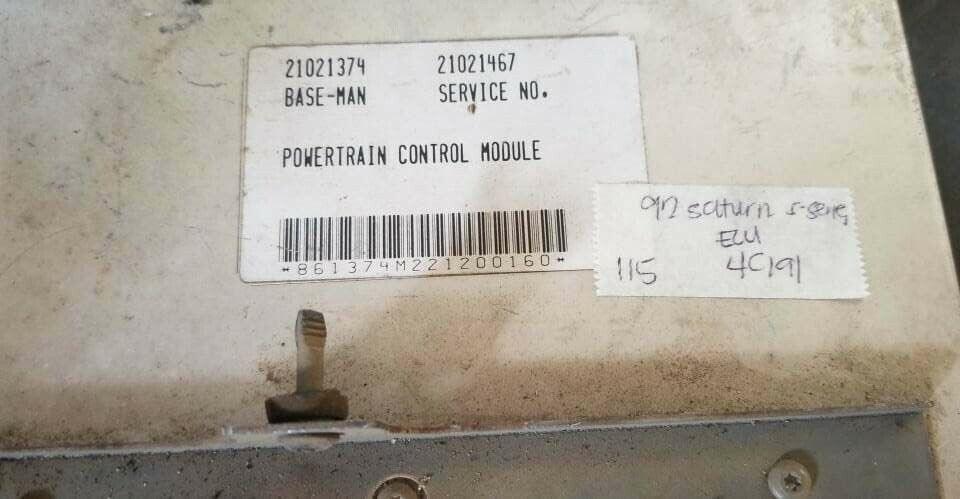 21021374 21021467
BASE-MAN SERVICE NO.
POWERTRAIN CONTROL MODULE
*861374M221200160*
92 saturn s-series
ECU
115 4C191